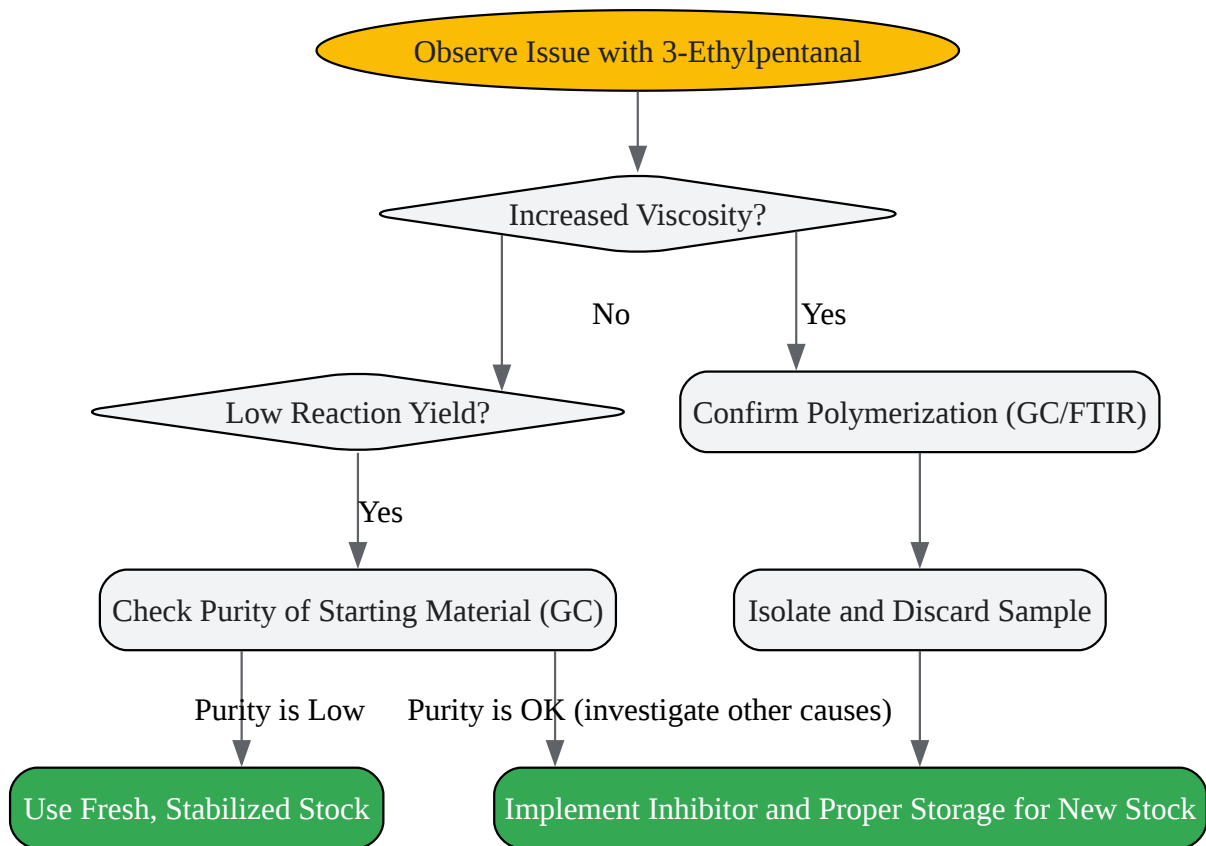 Observe Issue with 3-Ethylpentanal
Increased Viscosity?
No
Yes
Low Reaction Yield?
Confirm Polymerization (GC/FTIR)
Yes
Check Purity of Starting Material (GC)
Isolate and Discard Sample
Purity is Low
Purity is OK (investigate other causes)
Use Fresh, Stabilized Stock
Implement Inhibitor and Proper Storage for New Stock